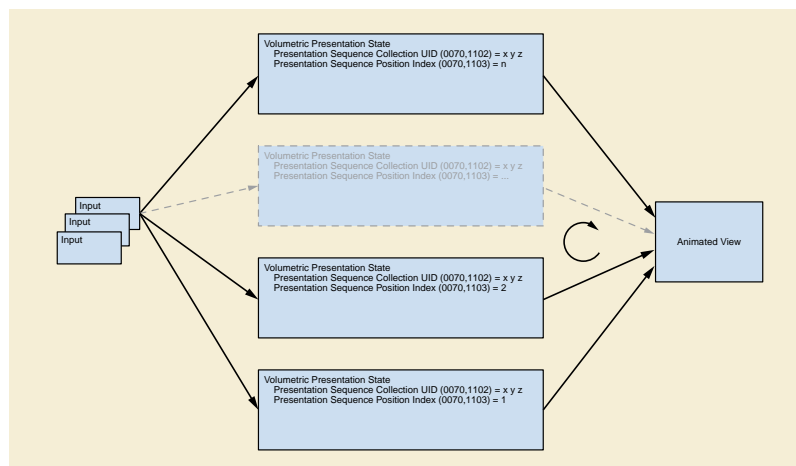 Volumetric Presentation State
Presentation Sequence Collection UID (0070,1102) = x y z
Presentation Sequence Position Index (0070,1103) = n
Volumetric Presentation State
Presentation Sequence Collection UID (0070,1102) = x y z
Presentation Sequence Position Index (0070,1103) = ...
Input
Input
Input
Animated View
Volumetric Presentation State
Presentation Sequence Collection UID (0070,1102) = x y z
Presentation Sequence Position Index (0070,1103) = 2
Volumetric Presentation State
Presentation Sequence Collection UID (0070,1102) = x y z
Presentation Sequence Position Index (0070,1103) = 1